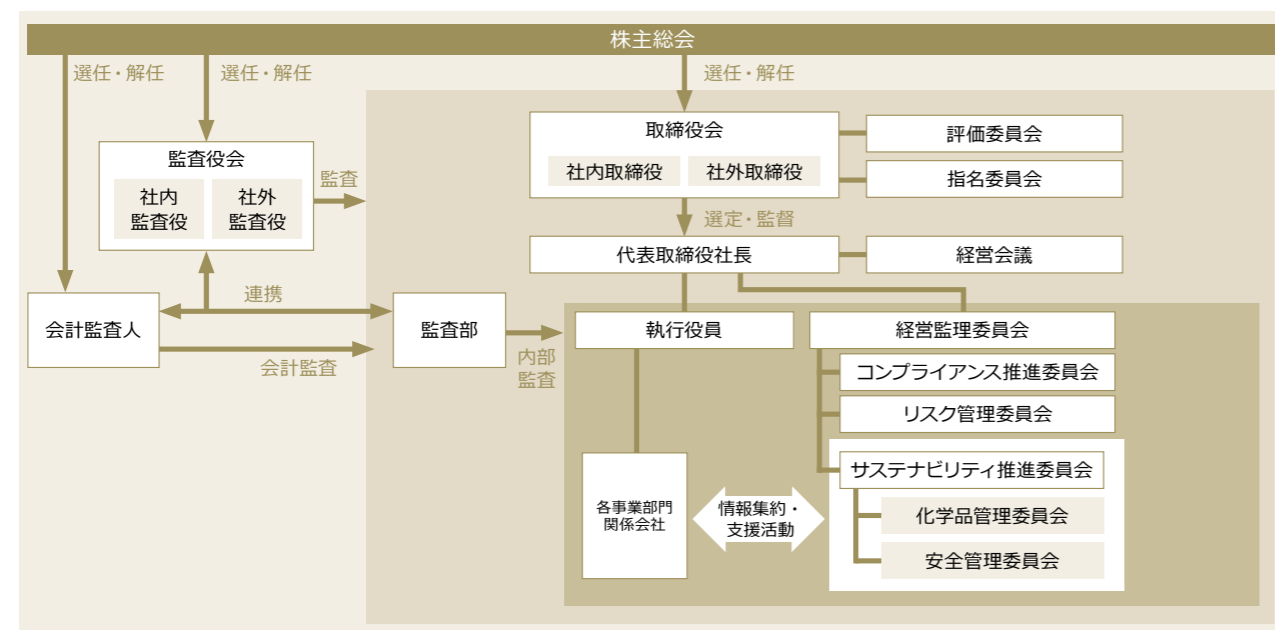 株主総会
選任・解任
選任・解任
選任・解任
取締役会
社内取締役
社外取締役
評価委員会
指名委員会
監査役会
社内
監査役
社外
監査役
監査
選定・監督
代表取締役社長
経営会議
連携
会計監査人
会計監査
監査部
内部
監査
執行役員
経営監理委員会
コンプライアンス推進委員会
リスク管理委員会
サステナビリティ推進委員会
化学品管理委員会
安全管理委員会
各事業部門
関係会社
情報集約・
支援活動